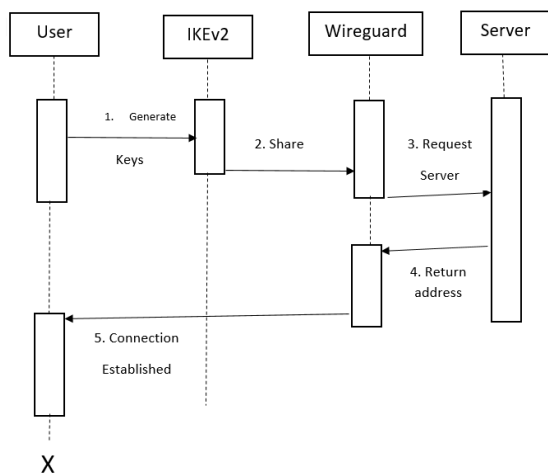 User
IKEv2
Wireguard
Server
1. Generate
Keys
2. Share
3. Request
Server
4. Return
address
5. Connection
Established
X